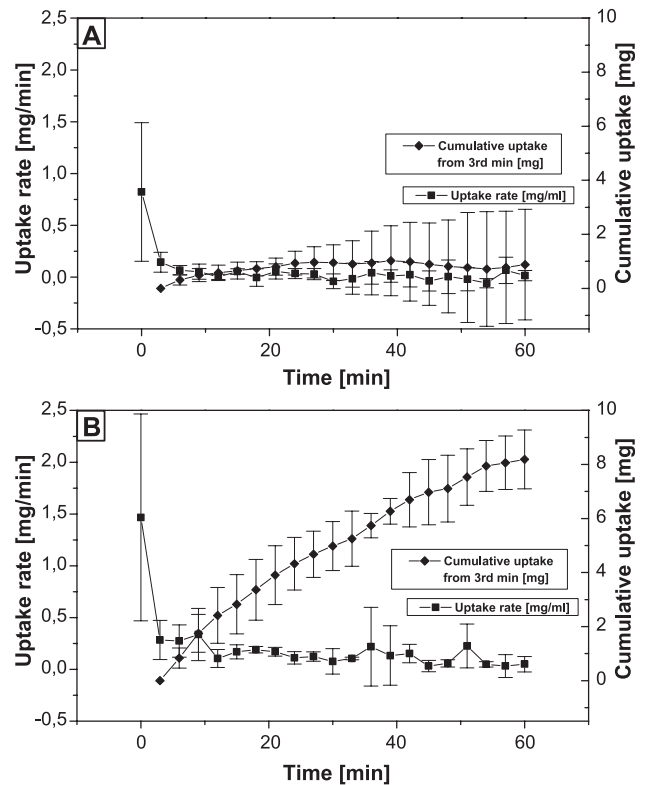 A
2,5
2,0
1,5
1,0
0,5
0,0
-0,5
Uptake rate [mg/min]
10
8
6
4
2
0
Cumulative uptake [mg]
Cumulative uptake
from 3rd min [mg]
Uptake rate [mg/ml]
0 20 40 60
Time [min]
B
2,5
2,0
1,5
1,0
0,5
0,0
-0,5
Uptake rate [mg/min]
10
8
6
4
2
0
Cumulative uptake [mg]
Cumulative uptake
from 3rd min [mg]
Uptake rate [mg/ml]
0 20 40 60
Time [min]